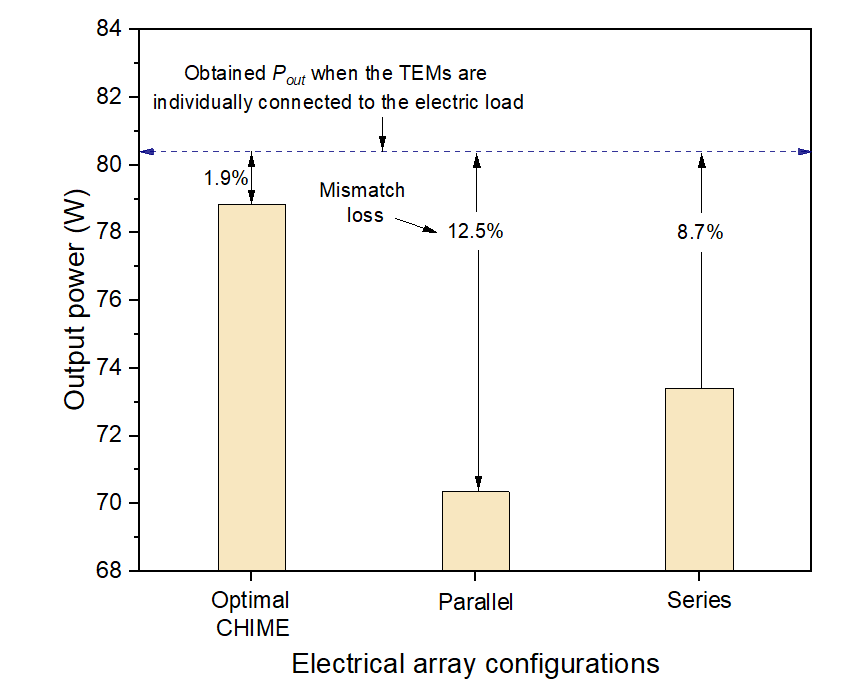 84
82
80
78
76
74
72
70
68
Output power (W)
Obtained Pout when the TEMs are
individually connected to the electric load
1.9%
Mismatch
loss
12.5%
8.7%
Optimal
CHIME
Parallel
Series
Electrical array configurations